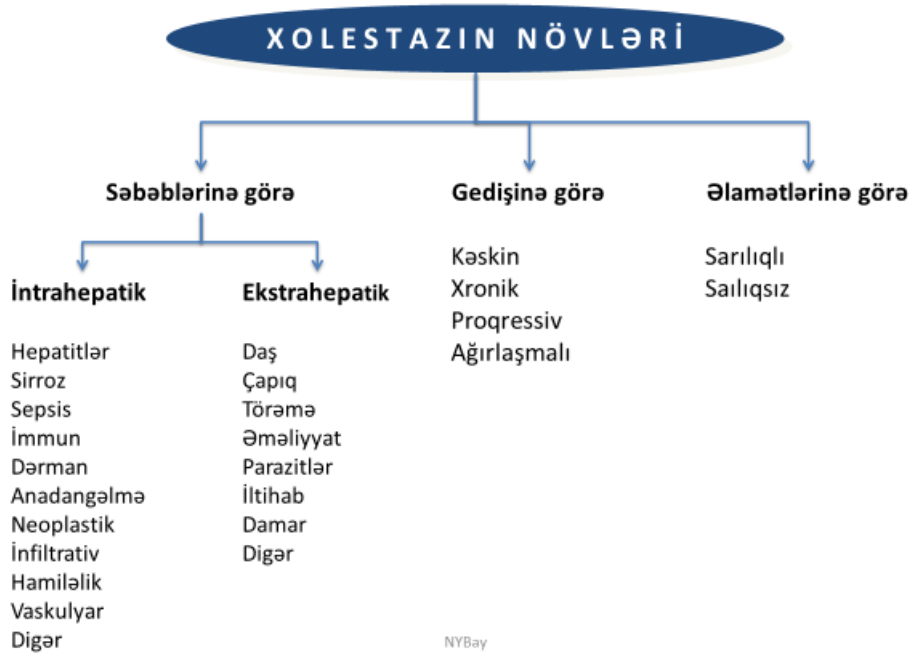 XOLESTAZIN NÖVLƏRİ
Səbəblərinə görə
İntrahepatik
Hepatitlər
Sirroz
Sepsis
İmmun
Dərman
Anadangəlmə
Neoplastik
İnfiltrativ
Hamiləlik
Vaskulyar
Digər
Ekstrahepatik
Daş
Çapıq
Törəmə
Əməliyyat
Parazitlər
İltihab
Damar
Digər
Gedişinə görə
Kəskin
Xronik
Proqressiv
Ağırlaşmalı
Əlamətlərinə görə
Sarılıqlı
Saılıqsız
NYBay